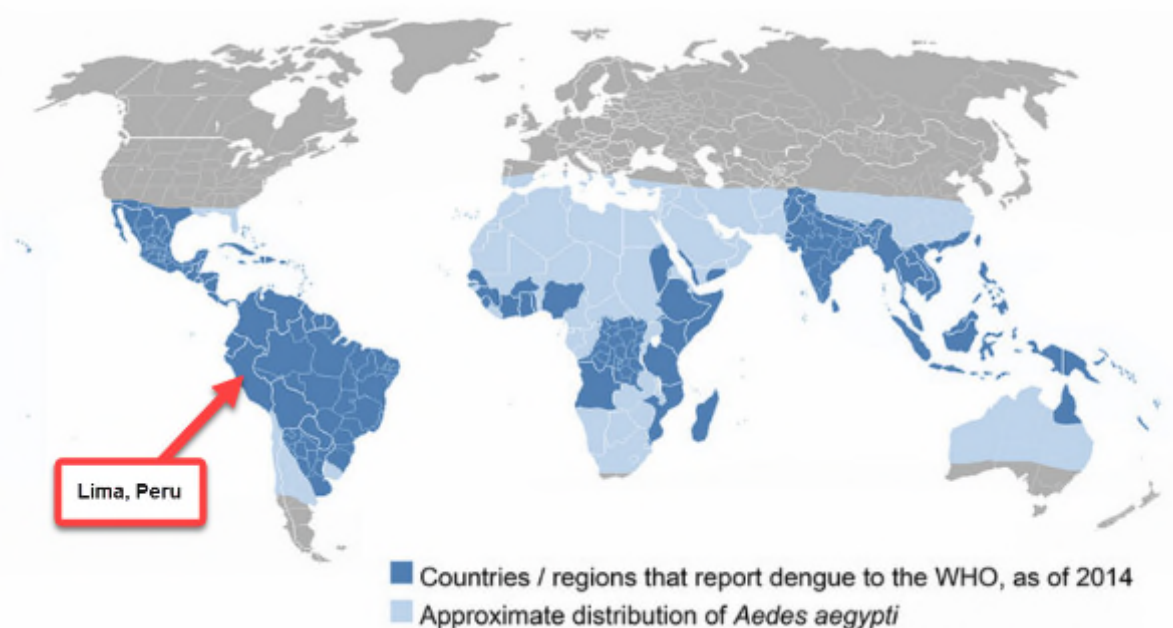 Lima, Peru
Countries / regions that report dengue to the WHO, as of 2014
Approximate distribution of Aedes aegypti